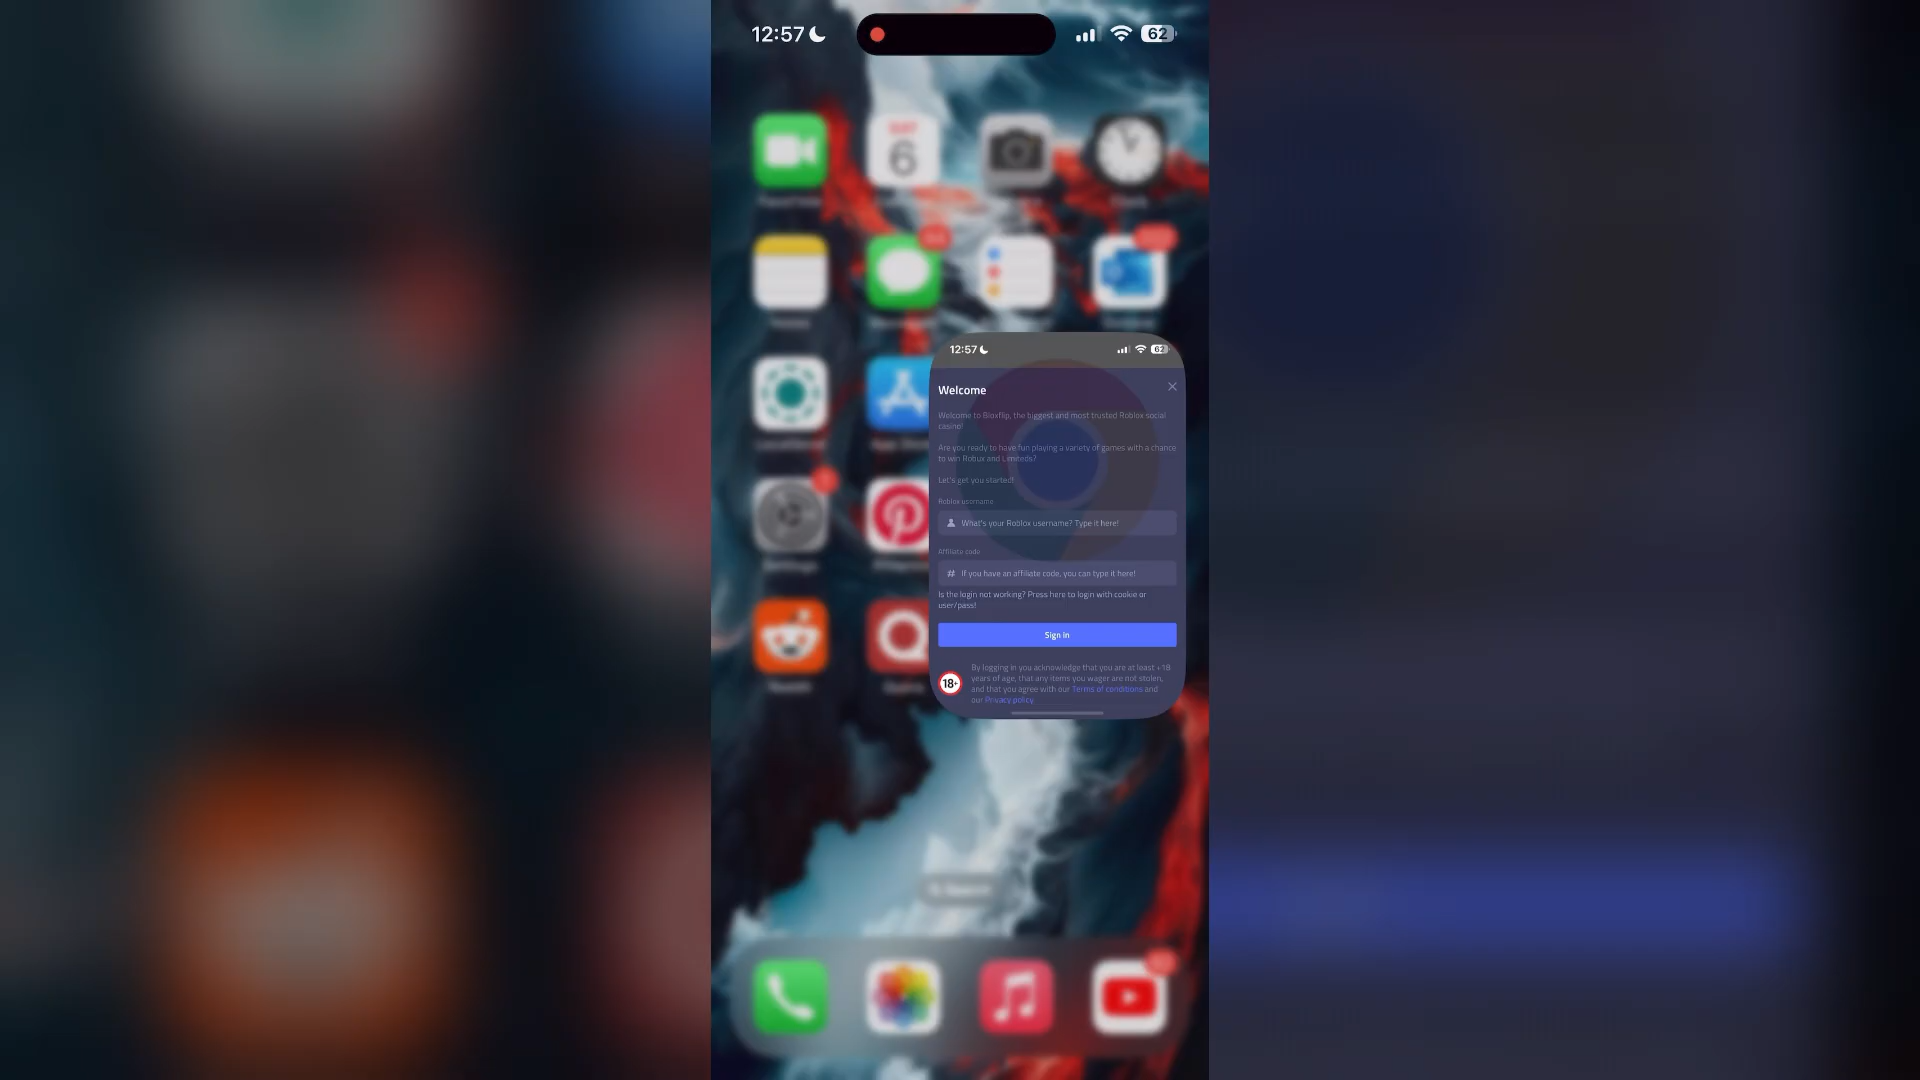 12:57
62
SAT
6
12:57
62
Welcome
Welcome to Bloxflip, the biggest and most trusted Roblox social
casino!
Are you ready to have fun playing a variety of games with a chance
to win Robux and Limiteds?
Let's get you started!
Roblox username
What's your Roblox username? Type it here!
Affiliate code
# If you have an affiliate code, you can type it here!
Is the login not working? Press here to login with cookie or
user/pass!
Sign in
By logging in you acknowledge that you are at least +18
years of age, that any items you wager are not stolen,
18+
and that you agree with our Terms of conditions and
our Privacy policy.